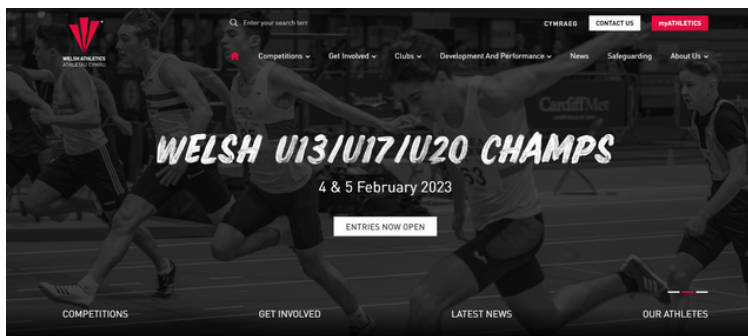 Enter your search term
CYMRAEG
CONTACT US
myATHLETICS
WELSH ATHLETICS
ATHLETAU CYMRU
Competitions
Get Involved
Clubs
Development And Performance
News
Safeguarding
About Us
CardiffMet
WELSH U13/U17/U20 CHAMPS
63
4 & 5 February 2023
ENTRIES NOW OPEN
COMPETITIONS
GET INVOLVED
LATEST NEWS
OUR ATHLETES